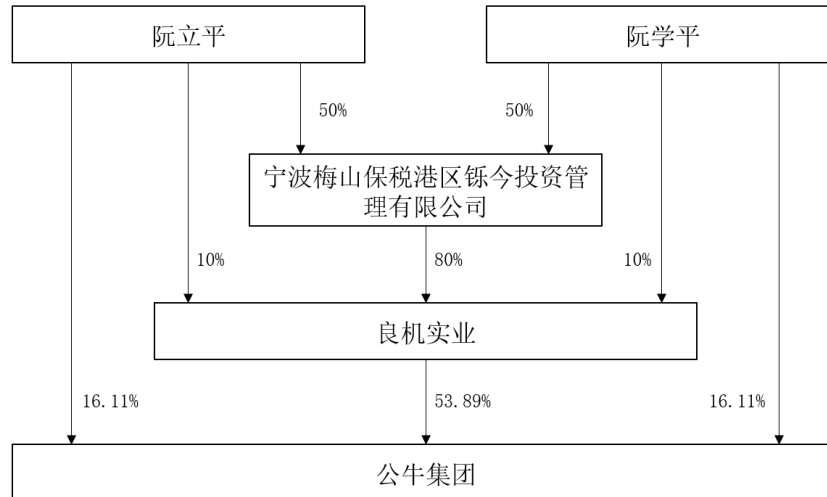 阮立平
阮学平
50%
50%
宁波梅山保税港区铄今投资管
理有限公司
10%
80%
10%
良机实业
16.11%
53.89%
16.11%
公牛集团